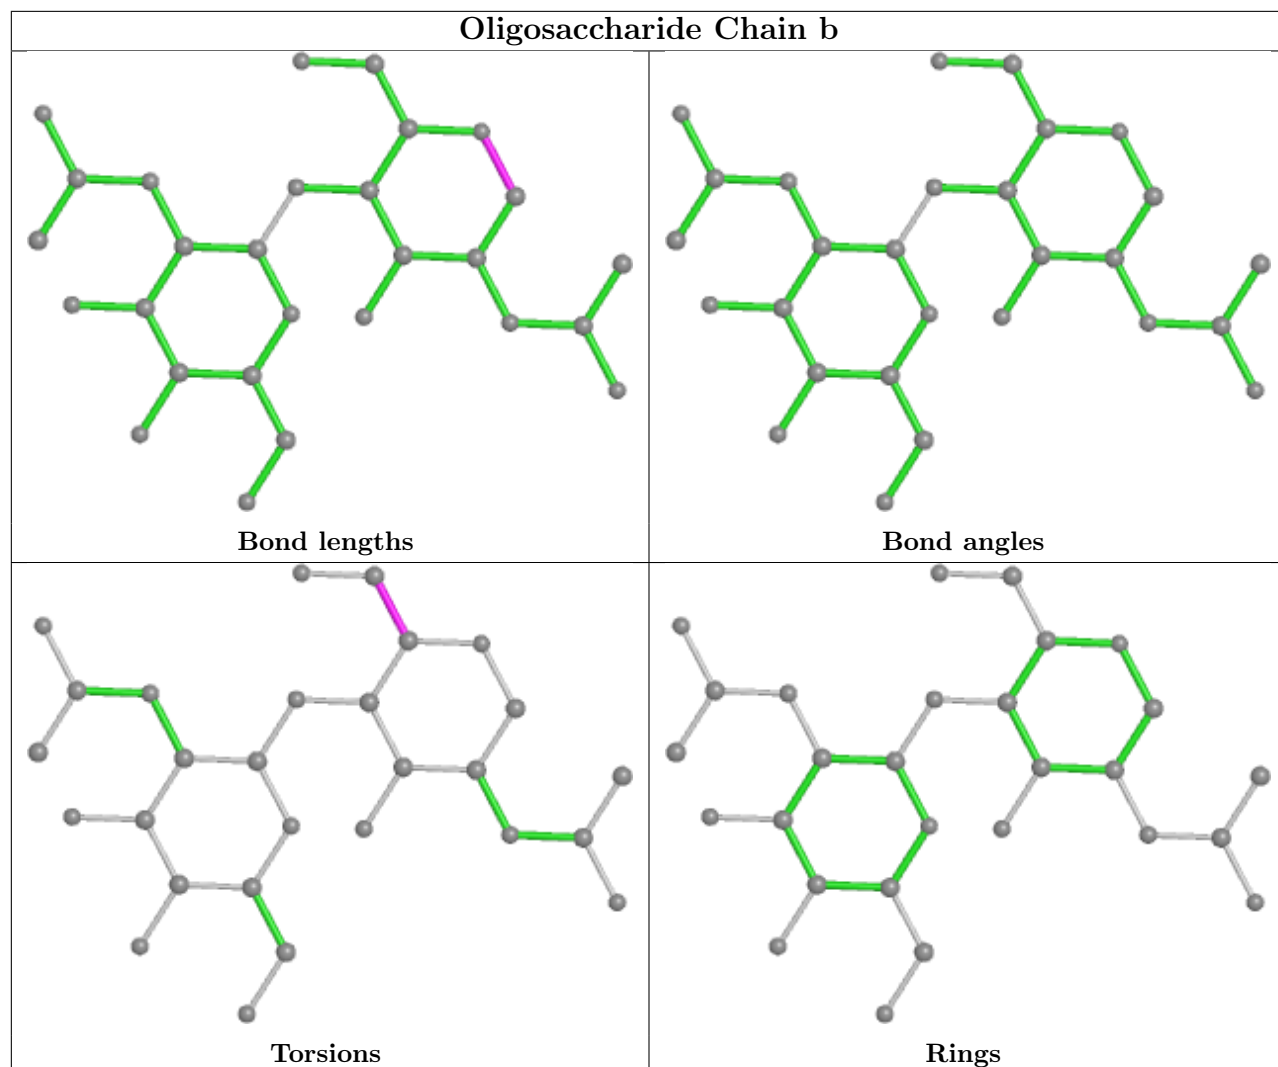 Oligosaccharide Chain b
Bond lengths
Bond angles
Torsions
Rings